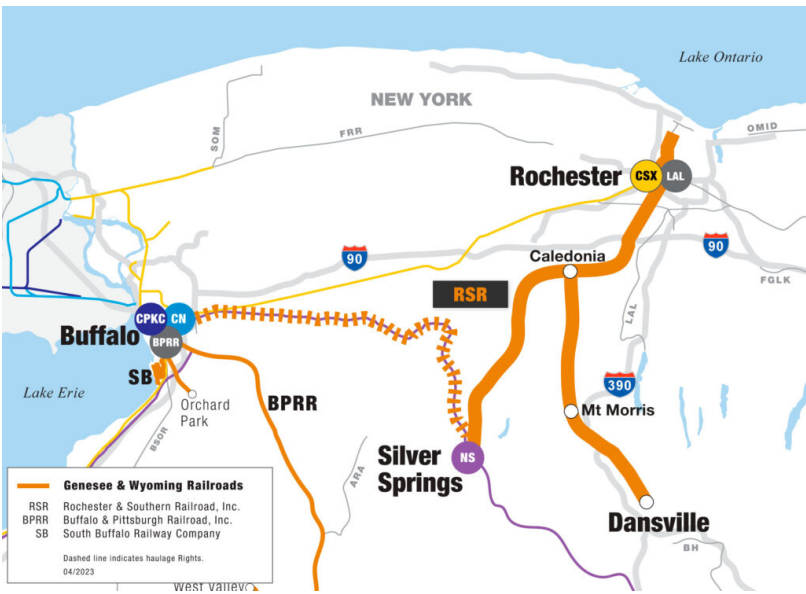 Lake Ontario
NEW YORK
SOM
FRR
OMID
Rochester
CSX
LAL
90
90
Caledonia
RSR
FGLK
LAL
CPKC
CN
Buffalo
BPRR
SB
Lake Erie
Orchard
Park
BPRR
BSOR
390
Mt Morris
Silver
Springs
NS
ARA
Dansville
BH
Genesee & Wyoming Railroads
RSR Rochester & Southern Railroad, Inc.
BPRR Buffalo & Pittsburgh Railroad, Inc.
SB South Buffalo Railway Company
Dashed line indicates haulage Rights.
04/2023
West Valley